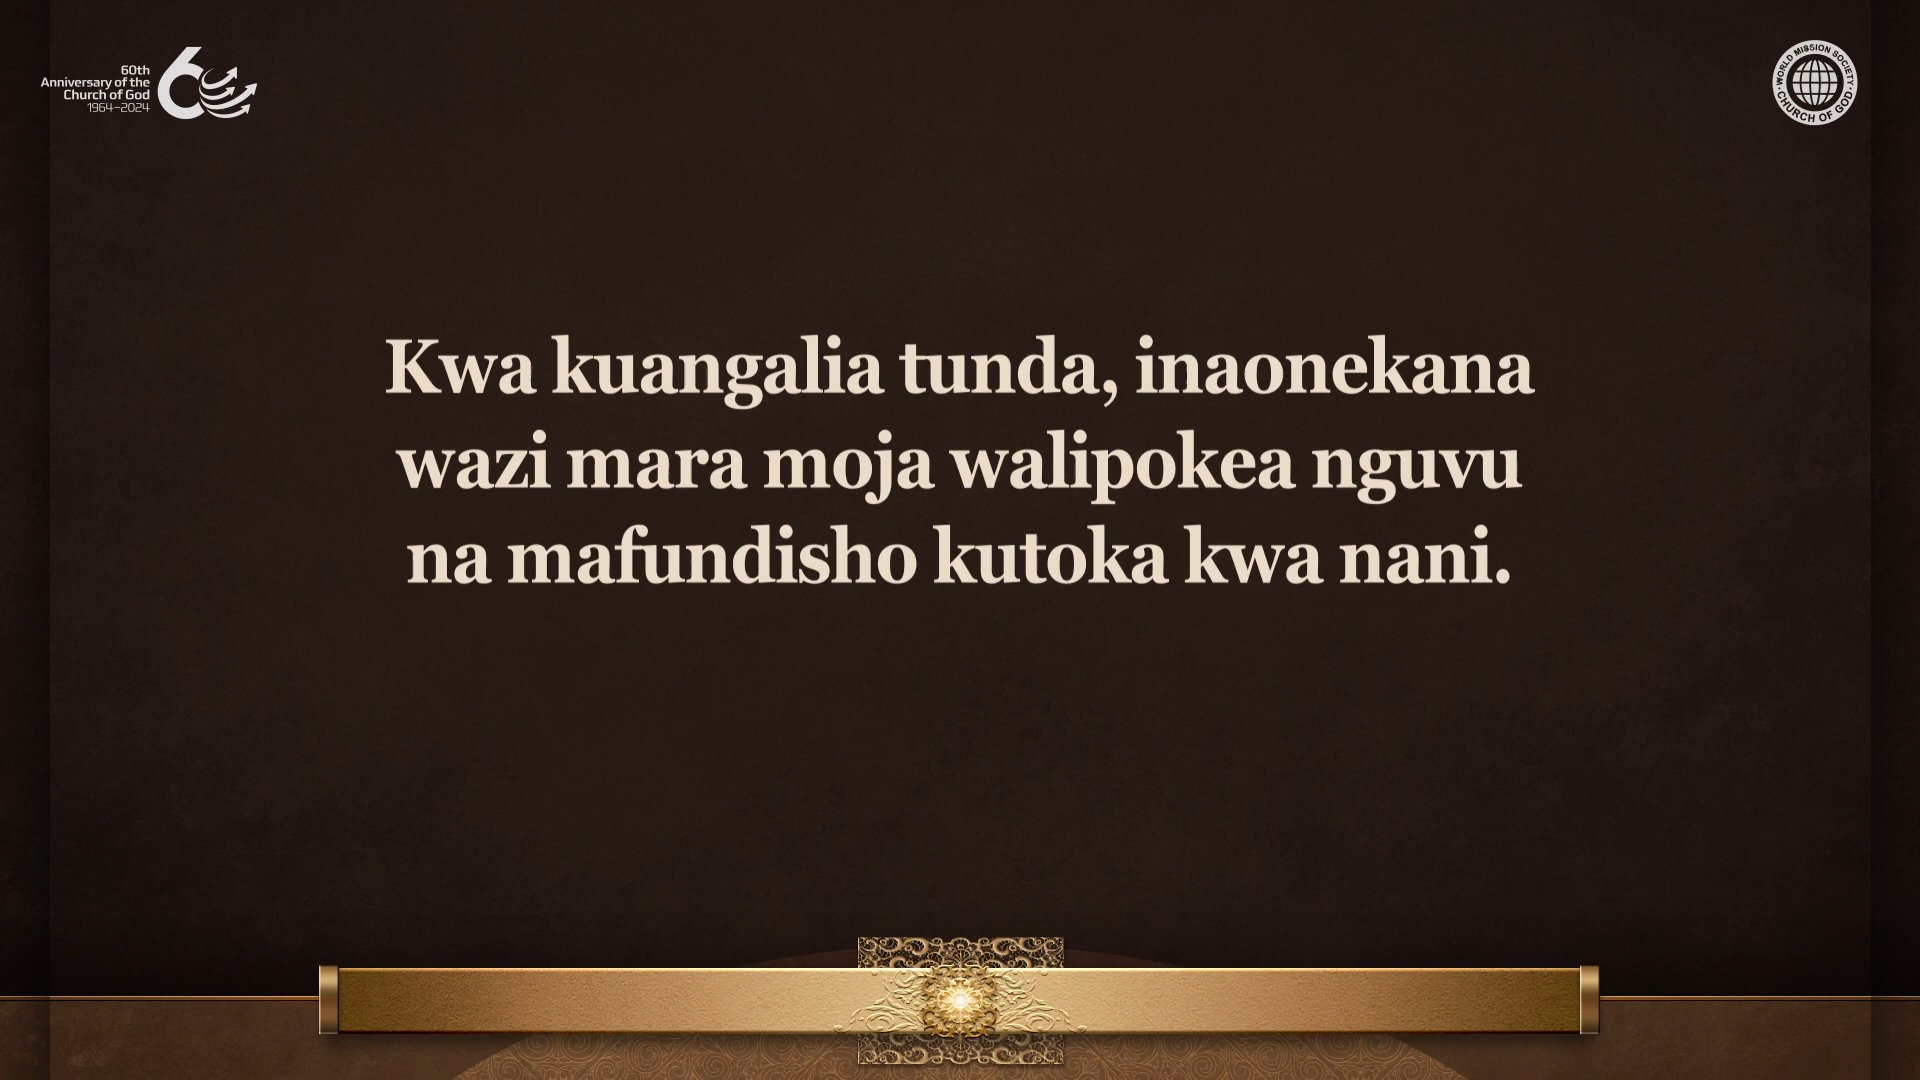 60th
Anniversary of the
Church of God
1964–2024
WORLD MISSION SOCIETY
CHURCH OF GOD
Kwa kuangalia tunda, inaonekana
wazi mara moja walipokea nguvu
na mafundisho kutoka kwa nani.